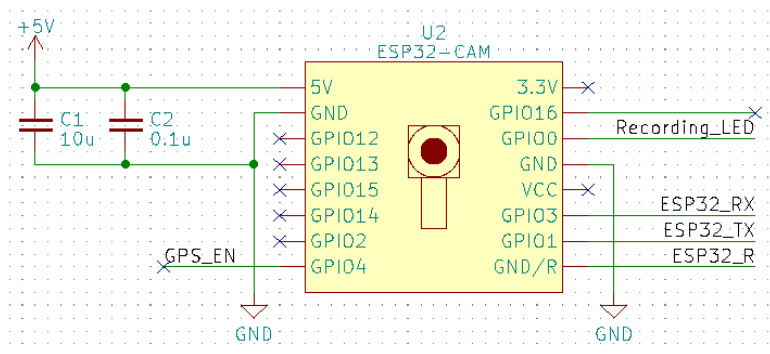 +5V
U2
ESP32-CAM
C1
10u
C2
0.1u
5V
GND
GPIO12
GPIO13
GPIO15
GPIO14
GPIO2
GPIO4
3.3V
GPIO16
GPIO0
GND
VCC
GPIO3
GPIO1
GND/R
Recording_LED
ESP32_RX
ESP32_TX
ESP32_R
GPS_EN
GND
GND